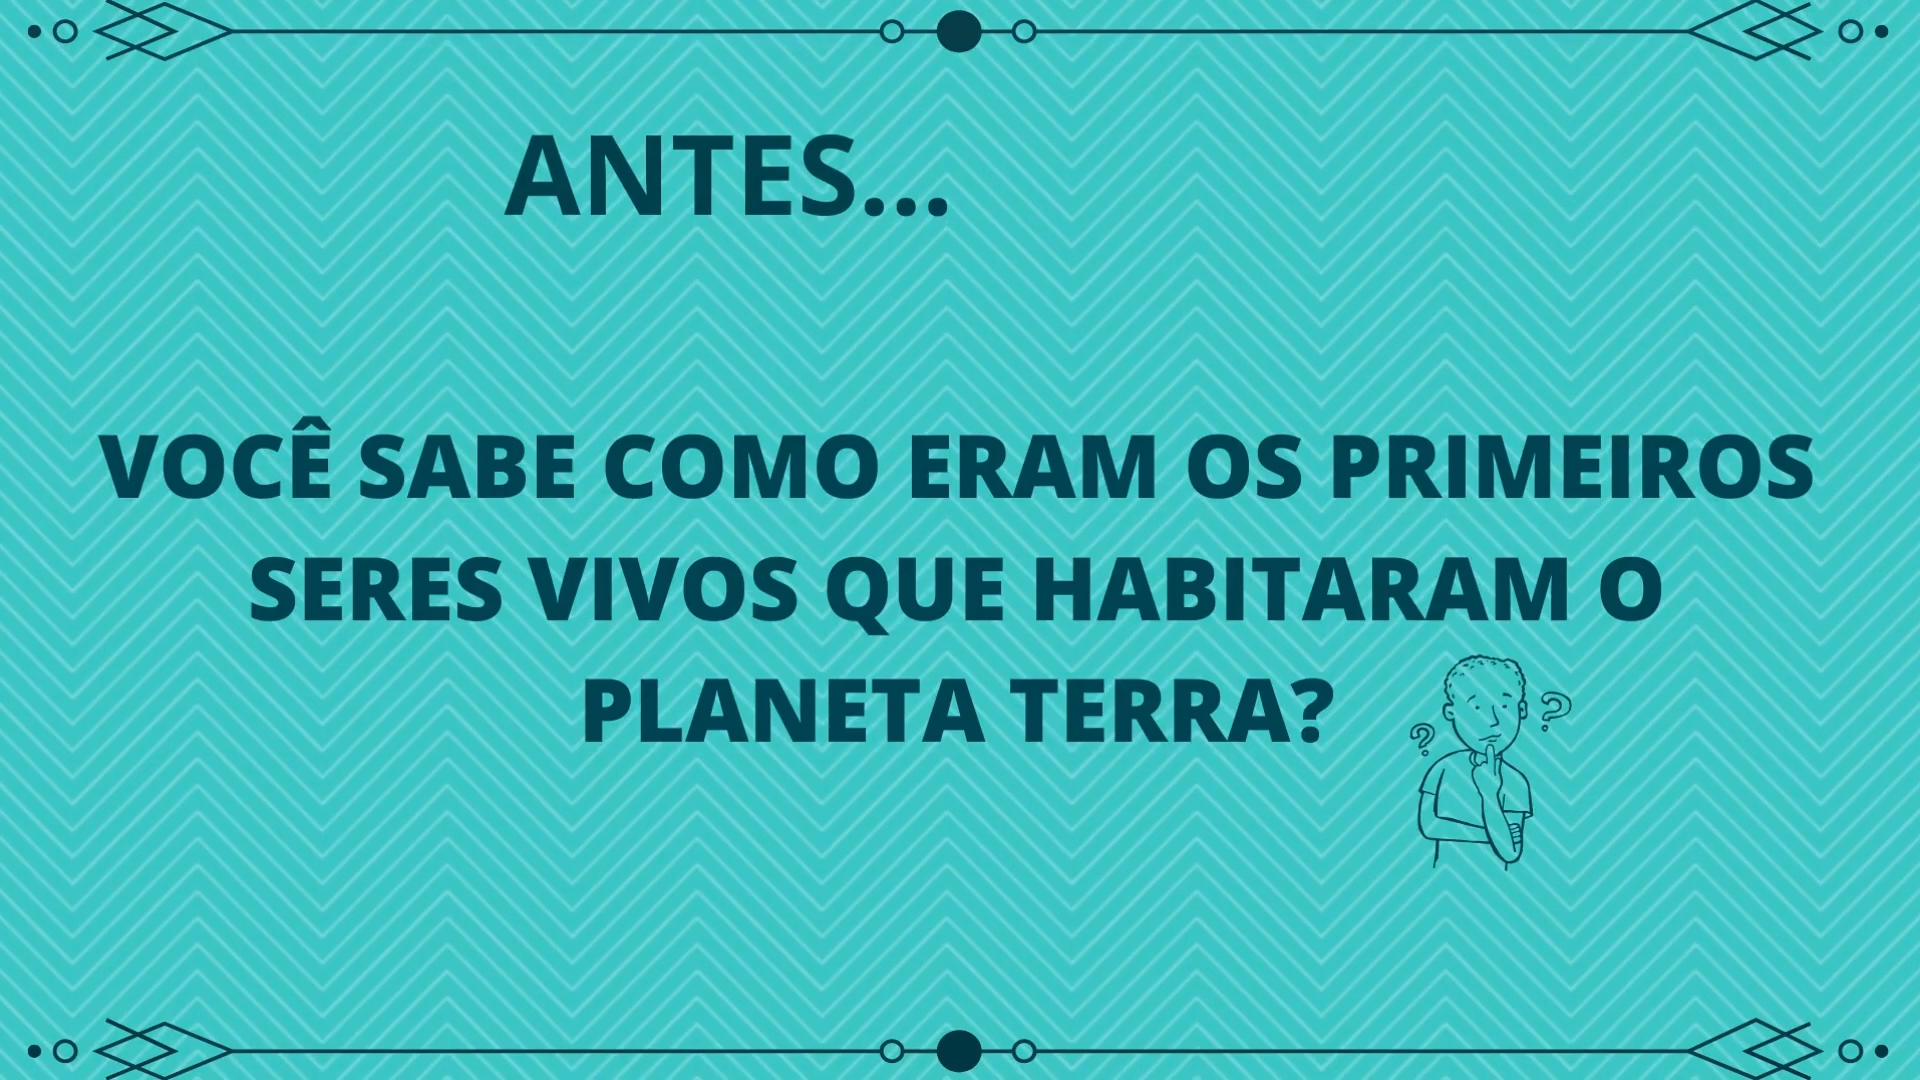 ANTES...
VOCÊ SABE COMO ERAM OS PRIMEIROS
SERES VIVOS QUE HABITARAM O
PLANETA TERRA?
? ?